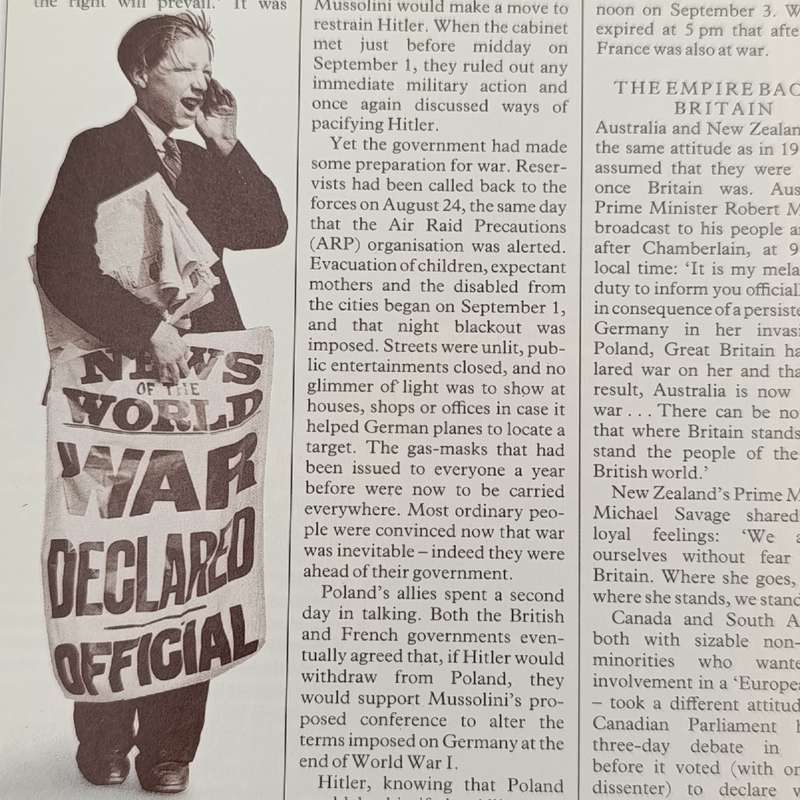 the right will prevail.' It was
NEWS
OF THE
WORLD
WAR
DECLARED
OFFICIAL
Mussolini would make a move to
restrain Hitler. When the cabinet
met just before midday on
September 1, they ruled out any
immediate military action and
once again discussed ways of
pacifying Hitler.
Yet the government had made
some preparation for war. Reser-
vists had been called back to the
forces on August 24, the same day
that the Air Raid Precautions
(ARP) organisation was alerted.
Evacuation of children, expectant
mothers and the disabled from
the cities began on September 1,
and that night blackout was
imposed. Streets were unlit, pub-
lic entertainments closed, and no
glimmer of light was to show at
houses, shops or offices in case it
helped German planes to locate a
target. The gas-masks that had
been issued to everyone a year
before were now to be carried
everywhere. Most ordinary peo-
ple were convinced now that war
was inevitable – indeed they were
ahead of their government.
Poland's allies spent a second
day in talking. Both the British
and French governments even-
tually agreed that, if Hitler would
withdraw from Poland, they
would support Mussolini's pro-
posed conference to alter the
terms imposed on Germany at the
end of World War I.
Hitler, knowing that Poland
noon on September 3. W
expired at 5 pm that afte
France was also at war.
THE EMPIRE BAC
BRITAIN
Australia and New Zealan
the same attitude as in 19
assumed that they were
once Britain was. Aus
Prime Minister Robert M
broadcast to his people a
after Chamberlain, at 9
local time: 'It is my mela
duty to inform you official
in consequence of a persiste
Germany in her invas
Poland, Great Britain ha
lared war on her and tha
result, Australia is now
war . . . There can be no
that where Britain stands
stand the people of the
British world.'
New Zealand's Prime M
Michael Savage shared
loyal feelings: 'We a
ourselves without fear
Britain. Where she goes,
where she stands, we stand
Canada and South A
both with sizable non-
minorities who wante
involvement in a 'Europea
– took a different attitud
Canadian Parliament h
three-day debate in
before it voted (with on
dissenter) to declare w